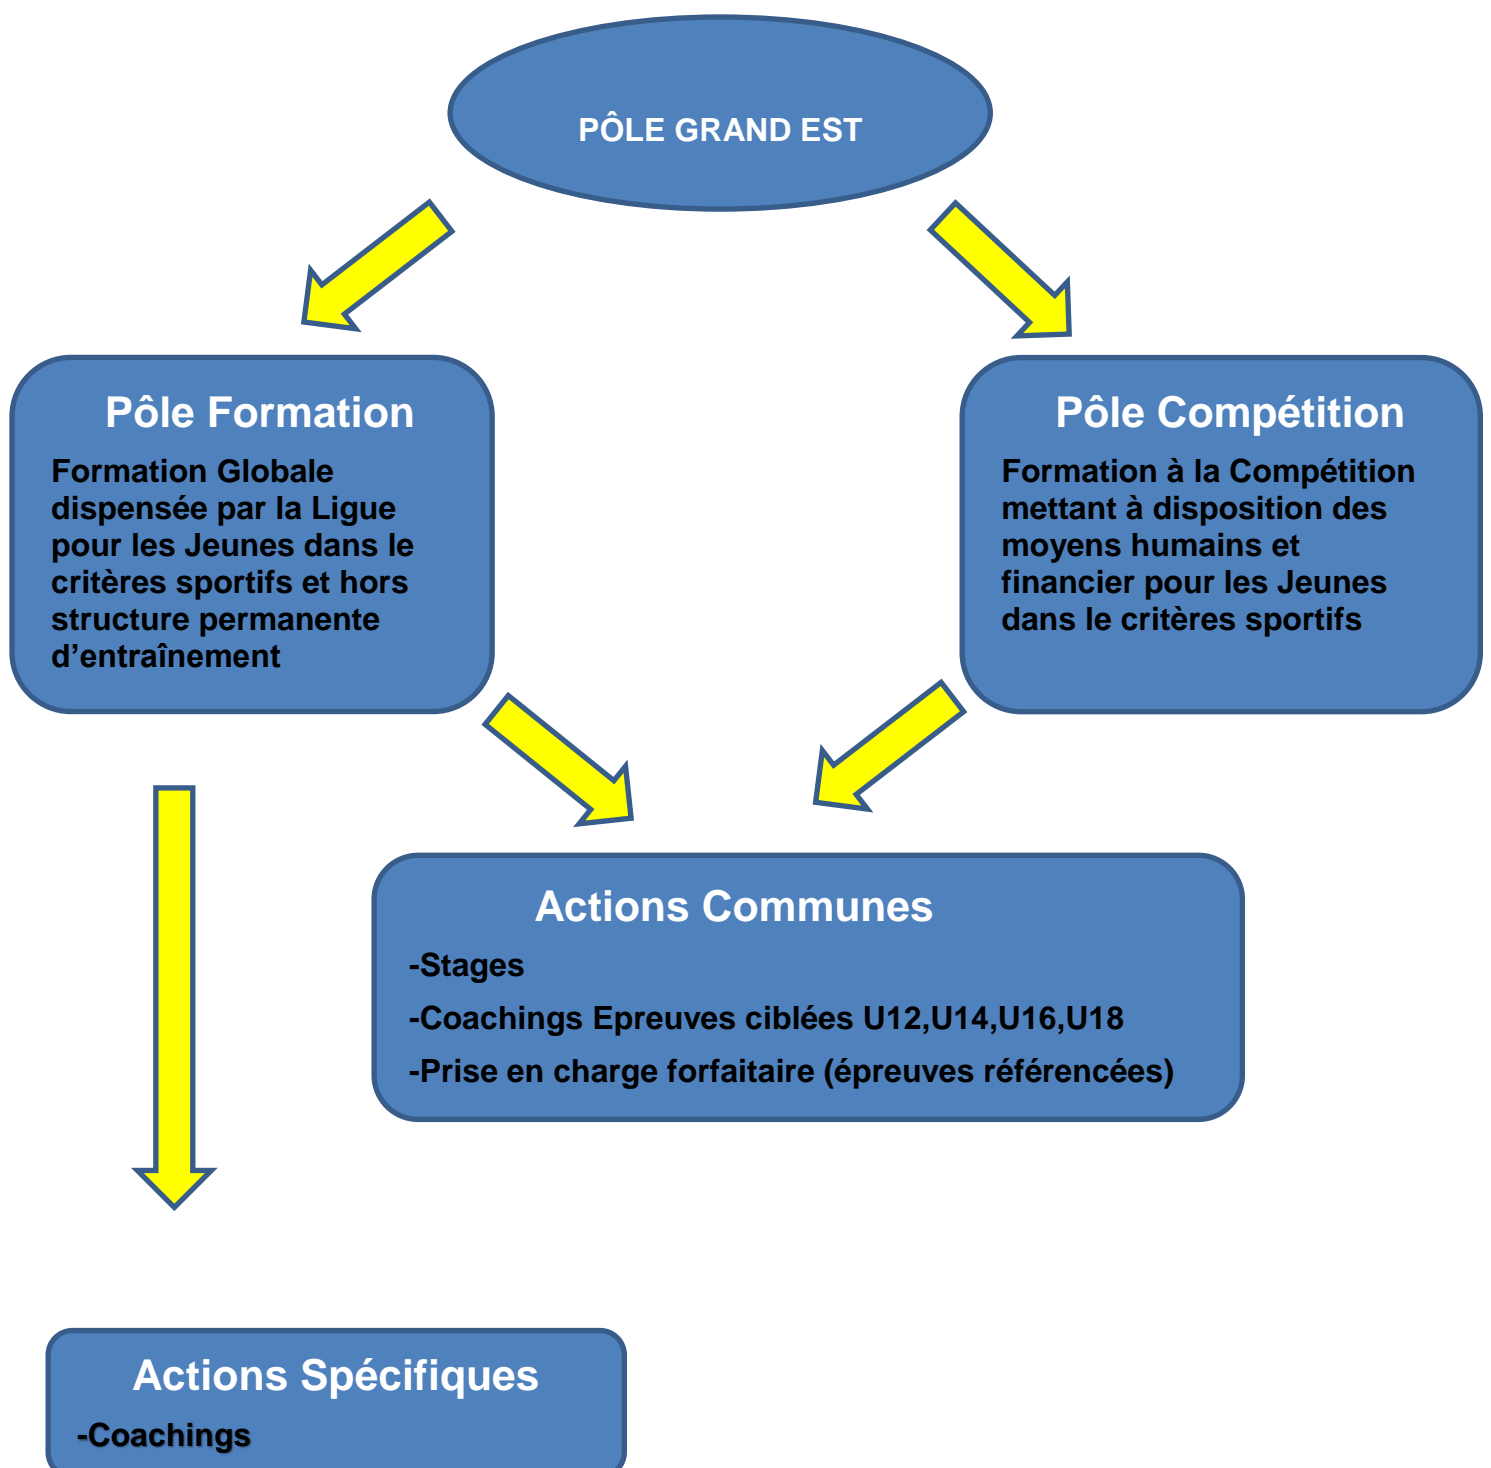 PÔLE GRAND EST
Pôle Formation
Formation Globale
dispensée par la Ligue
pour les Jeunes dans le
critères sportifs et hors
structure permanente
d’entraînement
Pôle Compétition
Formation à la Compétition
mettant à disposition des
moyens humains et
financier pour les Jeunes
dans le critères sportifs
Actions Communes
-Stages
-Coachings Epreuves ciblées U12,U14,U16,U18
-Prise en charge forfaitaire (épreuves référencées)
Actions Spécifiques
-Coachings